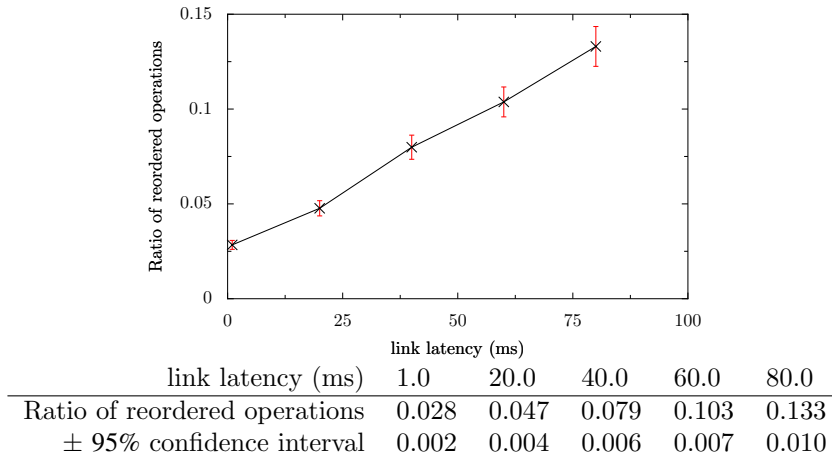 0.15
0.1
0.05
0
Ratio of reordered operations
0 25 50 75 100
link latency (ms)
link latency (ms) 1.0 20.0 40.0 60.0 80.0
Ratio of reordered operations 0.028 0.047 0.079 0.103 0.133
± 95% confidence interval 0.002 0.004 0.006 0.007 0.010